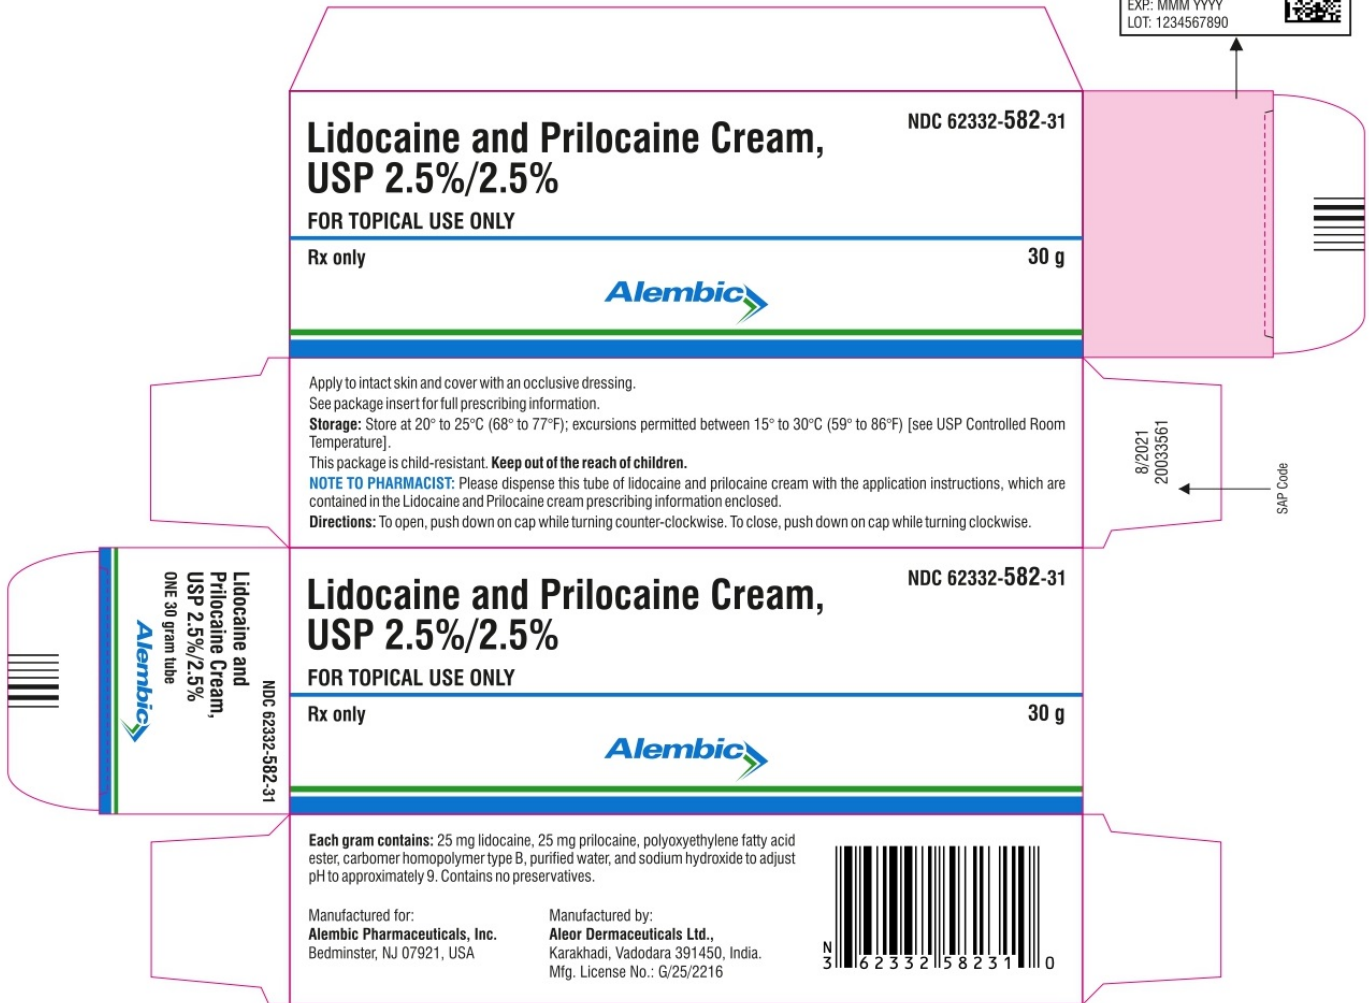 EXP.: MMM YYYY
LOT: 1234567890
Lidocaine and Prilocaine Cream,
USP 2.5%/2.5%
NDC 62332-582-31
FOR TOPICAL USE ONLY
Rx only
30 g
Alembic
Apply to intact skin and cover with an occlusive dressing.
See package insert for full prescribing information.
Storage: Store at 20° to 25°C (68° to 77°F); excursions permitted between 15° to 30°C (59° to 86°F) [see USP Controlled Room
Temperature].
This package is child-resistant. Keep out of the reach of children.
NOTE TO PHARMACIST: Please dispense this tube of lidocaine and prilocaine cream with the application instructions, which are
contained in the Lidocaine and Prilocaine cream prescribing information enclosed.
Directions: To open, push down on cap while turning counter-clockwise. To close, push down on cap while turning clockwise.
8/2021
20033561
SAP Code
Lidocaine and
Prilocaine Cream,
USP 2.5%/2.5%
ONE 30 gram tube
NDC 62332-582-31
Alembic
Lidocaine and Prilocaine Cream,
USP 2.5%/2.5%
NDC 62332-582-31
FOR TOPICAL USE ONLY
Rx only
30 g
Alembic
Each gram contains: 25 mg lidocaine, 25 mg prilocaine, polyoxyethylene fatty acid
ester, carbomer homopolymer type B, purified water, and sodium hydroxide to adjust
pH to approximately 9. Contains no preservatives.
Manufactured for:
Alembic Pharmaceuticals, Inc.
Bedminster, NJ 07921, USA
Manufactured by:
Aleor Dermaceuticals Ltd.,
Karakhadi, Vadodara 391450, India.
Mfg. License No.: G/25/2216
N
3 62332 58231 0